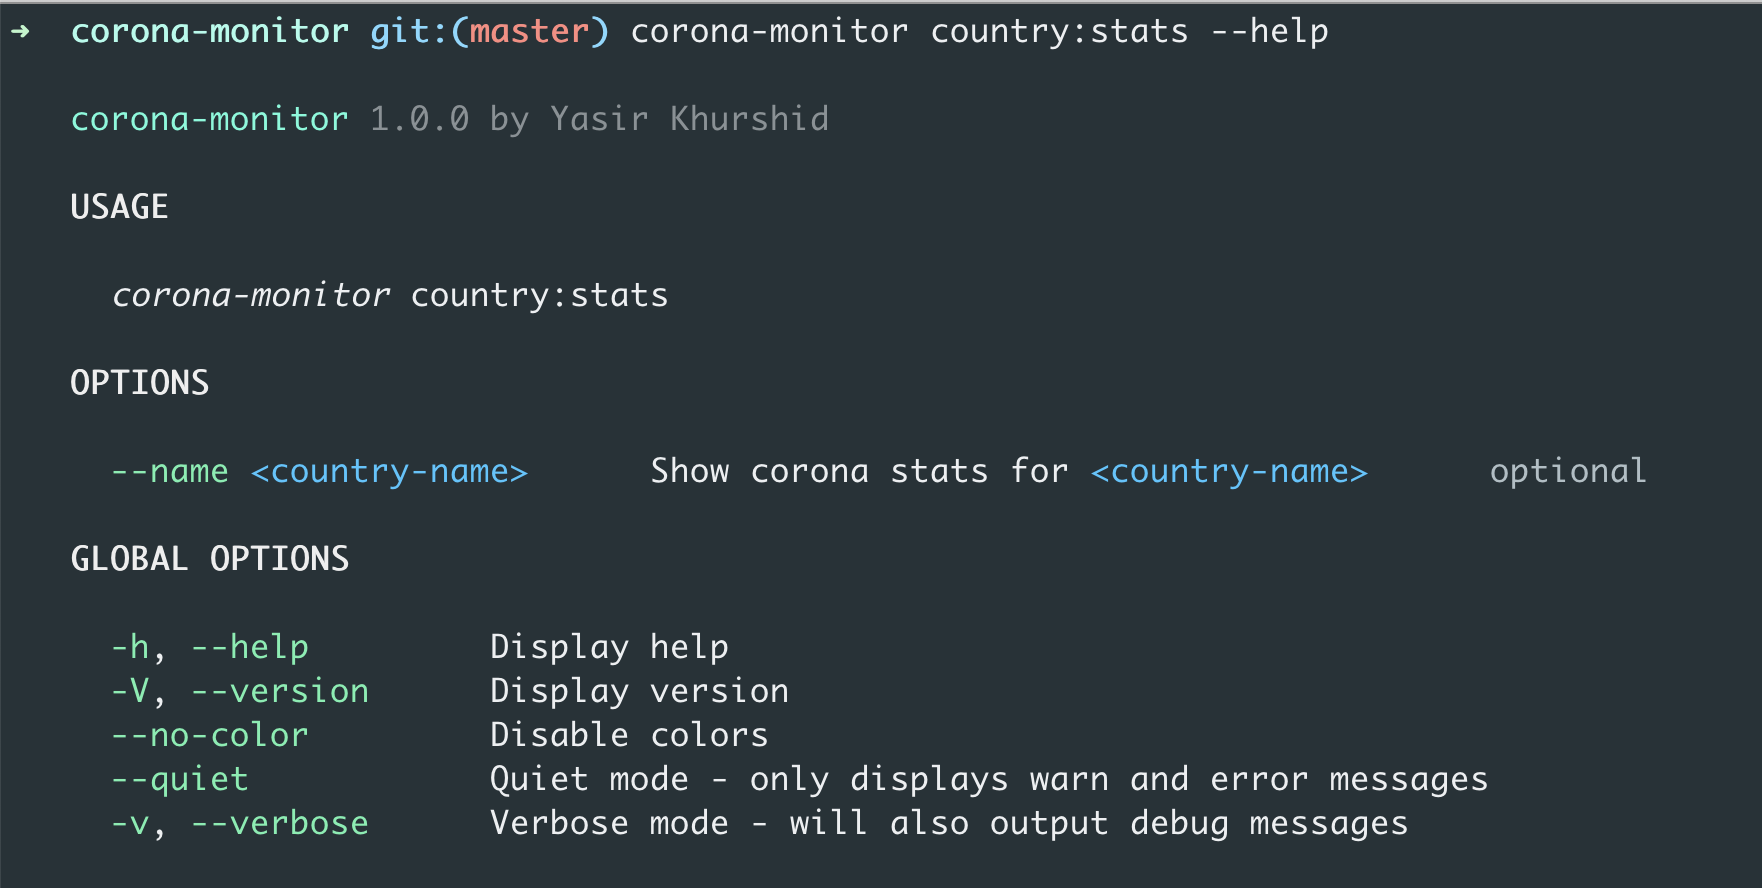 ➜ corona-monitor git:(master) corona-monitor country:stats --help
corona-monitor 1.0.0 by Yasir Khurshid
USAGE
corona-monitor country:stats
OPTIONS
--name <country-name> Show corona stats for <country-name> optional
GLOBAL OPTIONS
-h, --help Display help
-V, --version Display version
--no-color Disable colors
--quiet Quiet mode - only displays warn and error messages
-v, --verbose Verbose mode - will also output debug messages